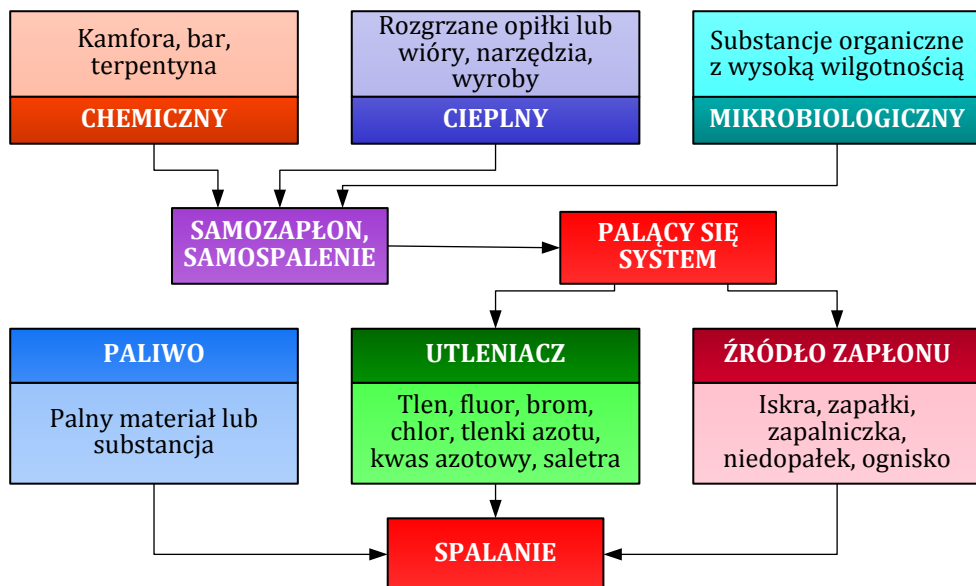 Kamfora, bar,
terpentyna
CHEMICZNY
Rozgrzane opiłki lub
wióry, narzędzia,
wyroby
CIEPLNY
Substancje organiczne
z wysoką wilgotnością
MIKROBIOLOGICZNY
SAMOZAPŁON,
SAMOSPALENIE
PALĄCY SIĘ
SYSTEM
PALIWO
Palny materiał lub
substancja
UTLENIACZ
Tlen, fluor, brom,
chlor, tlenki azotu,
kwas azotowy, saletra
ŹRÓDŁO ZAPŁONU
Iskra, zapałki,
zapalniczka,
niedopałek, ognisko
SPALANIE